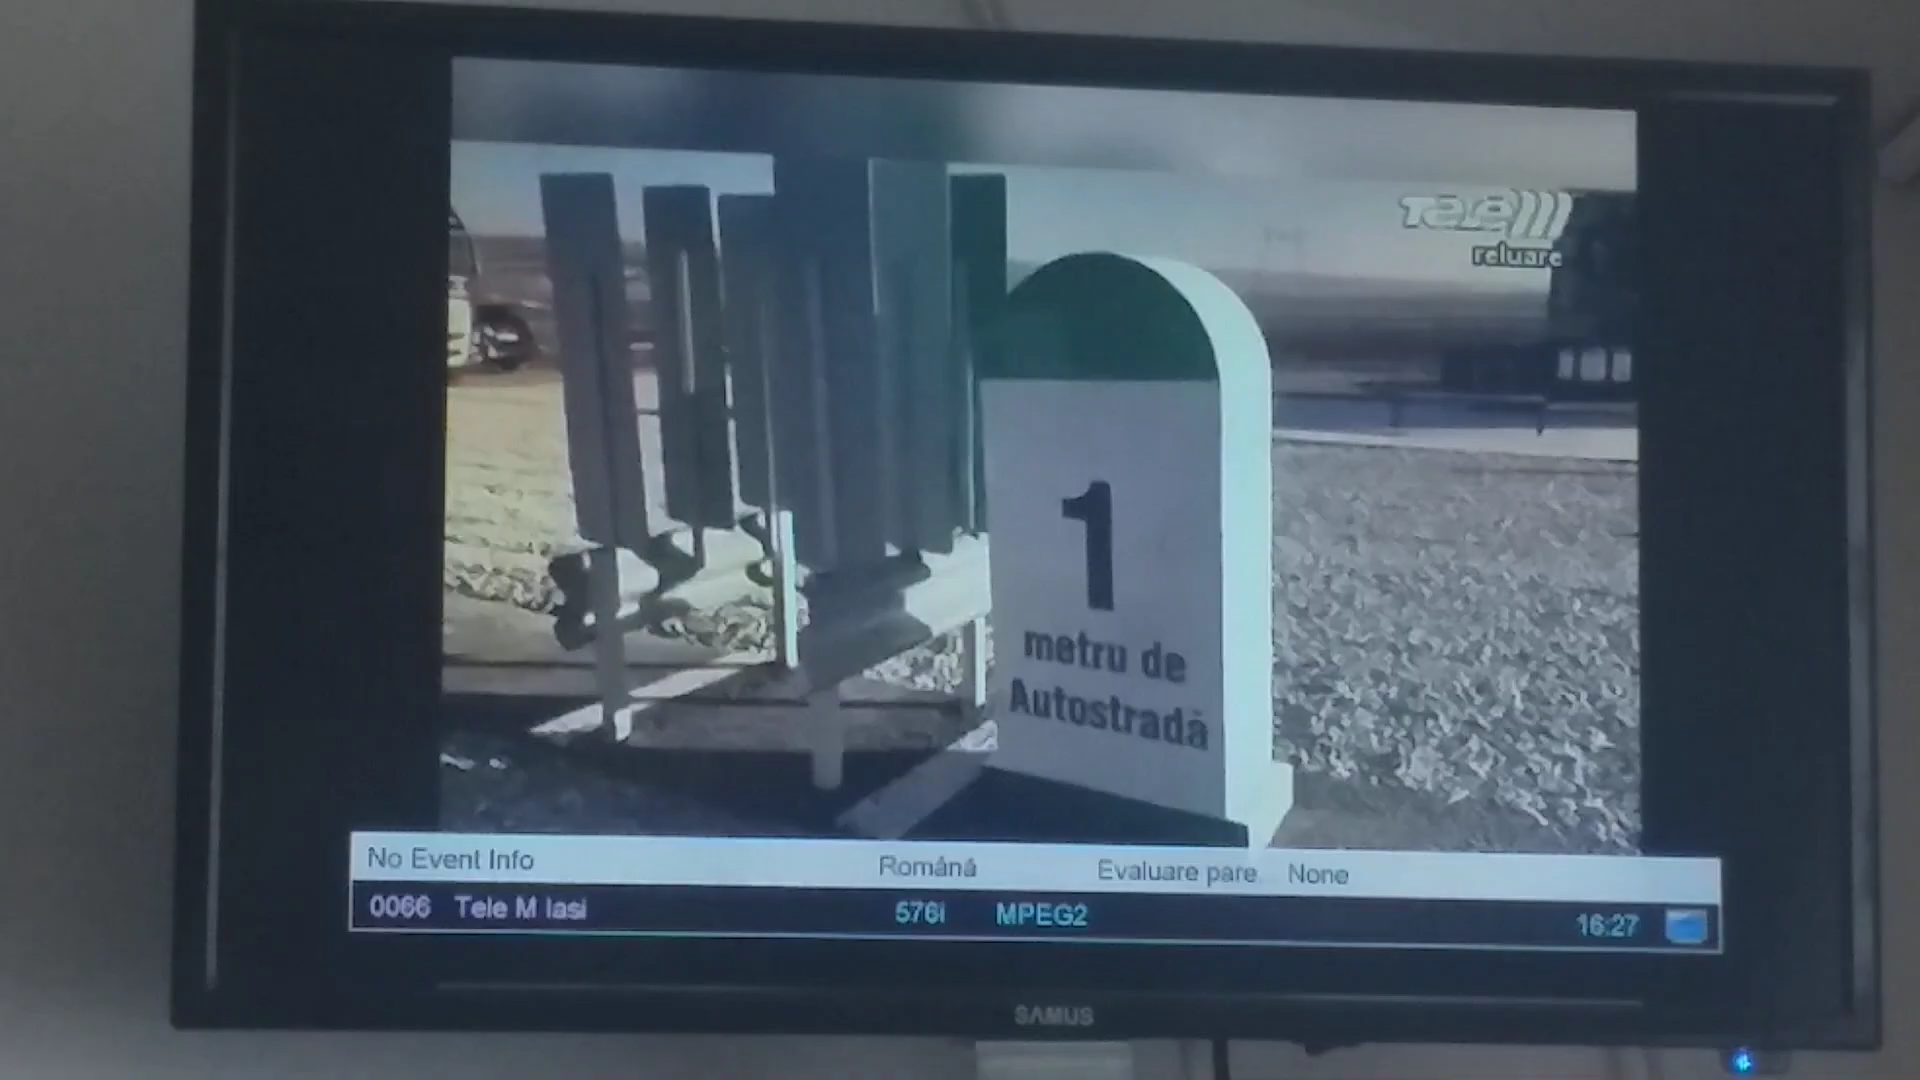 TeleM
reluare
1
metru de
Autostradă
No Event Info Română Evaluare pare. None
0066 Tele M Iasi 576i MPEG2 16:27
SAMUS